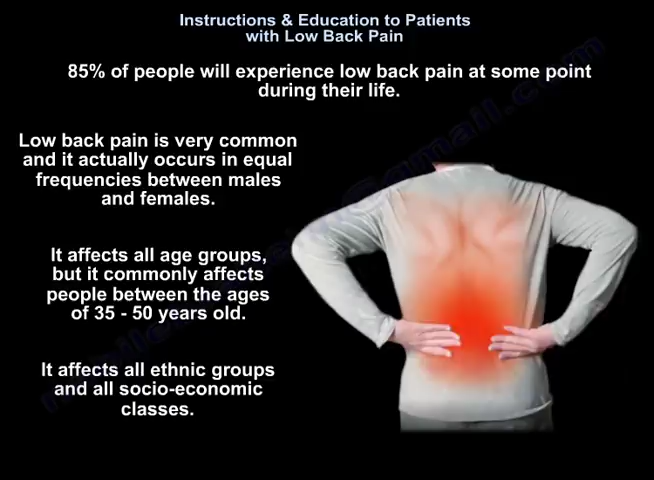 Instructions & Education to Patients
with Low Back Pain
85% of people will experience low back pain at some point
during their life.
Low back pain is very common
and it actually occurs in equal
frequencies between males
and females.
It affects all age groups,
but it commonly affects
people between the ages
of 35 - 50 years old.
It affects all ethnic groups
and all socio-economic
classes.